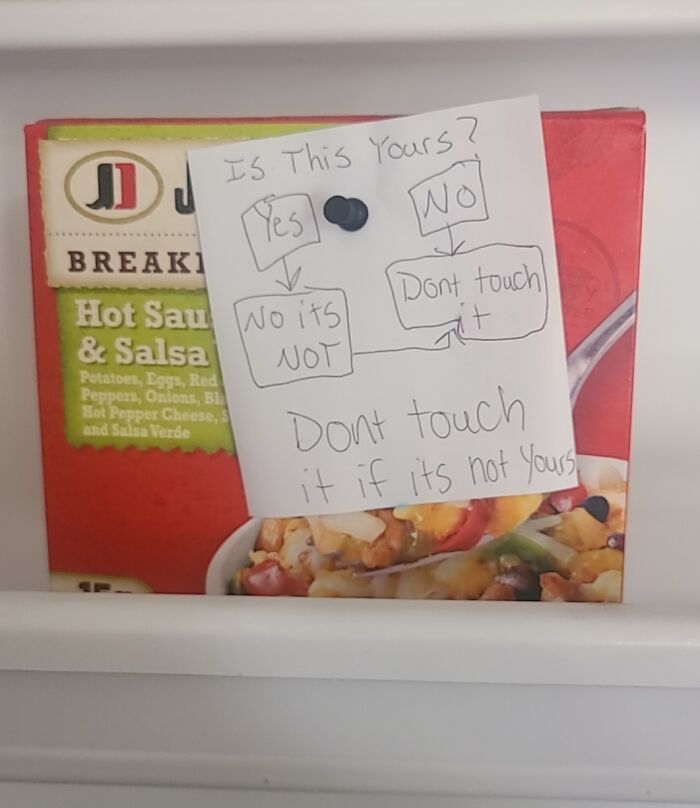 Is This Yours?
Yes
No
No its
NOT
Dont touch
it
Dont touch
it if its not Yours
J
BREAK
Hot Sau
& Salsa
Potatoes, Eggs, Red
Peppers, Onions,
Hot Pepper Cheese,
and Salsa Verde